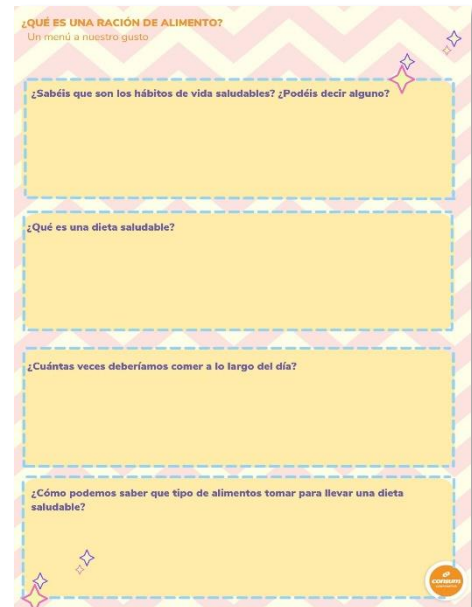 ¿QUÉ ES UNA RACIÓN DE ALIMENTO?
Un menú a nuestro gusto
¿Sabéis que son los hábitos de vida saludables? ¿Podéis decir alguno?
¿Qué es una dieta saludable?
¿Cuántas veces deberíamos comer a lo largo del día?
¿Cómo podemos saber que tipo de alimentos tomar para llevar una dieta
saludable?
consum